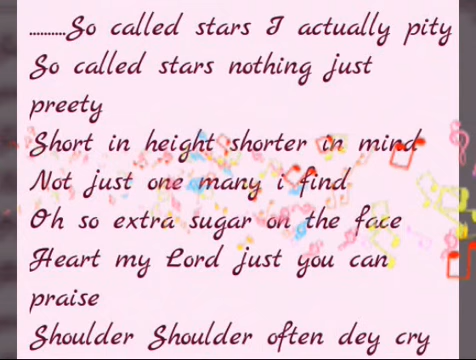 ..........So called stars I actually pity
So called stars nothing just
preety
Short in height shorter in mind
Not just one many i find
Oh so extra sugar on the face
Heart my Lord just you can
praise
Shoulder Shoulder often dey cry